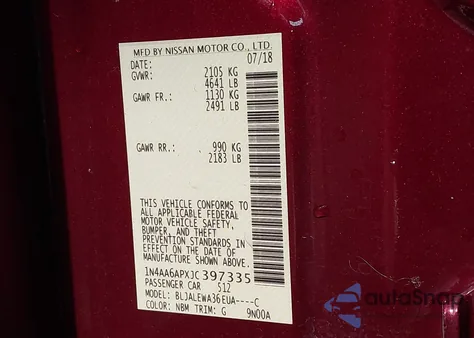 MFD BY NISSAN MOTOR CO., LTD.
DATE: 07/18
GVWR: 2105 KG
4641 LB
GAWR FR.: 1130 KG
2491 LB
GAWR RR.: 990 KG
2183 LB
THIS VEHICLE CONFORMS TO
ALL APPLICABLE FEDERAL
MOTOR VEHICLE SAFETY,
BUMPER, AND THEFT
PREVENTION STANDARDS IN
EFFECT ON THE DATE OF
MANUFACTURE SHOWN ABOVE.
1N4AA6APXJC397335
PASSENGER CAR 512
MODEL: BLJALEWA36EUA----C
COLOR: NBM TRIM: G 9N00A
autoSnap